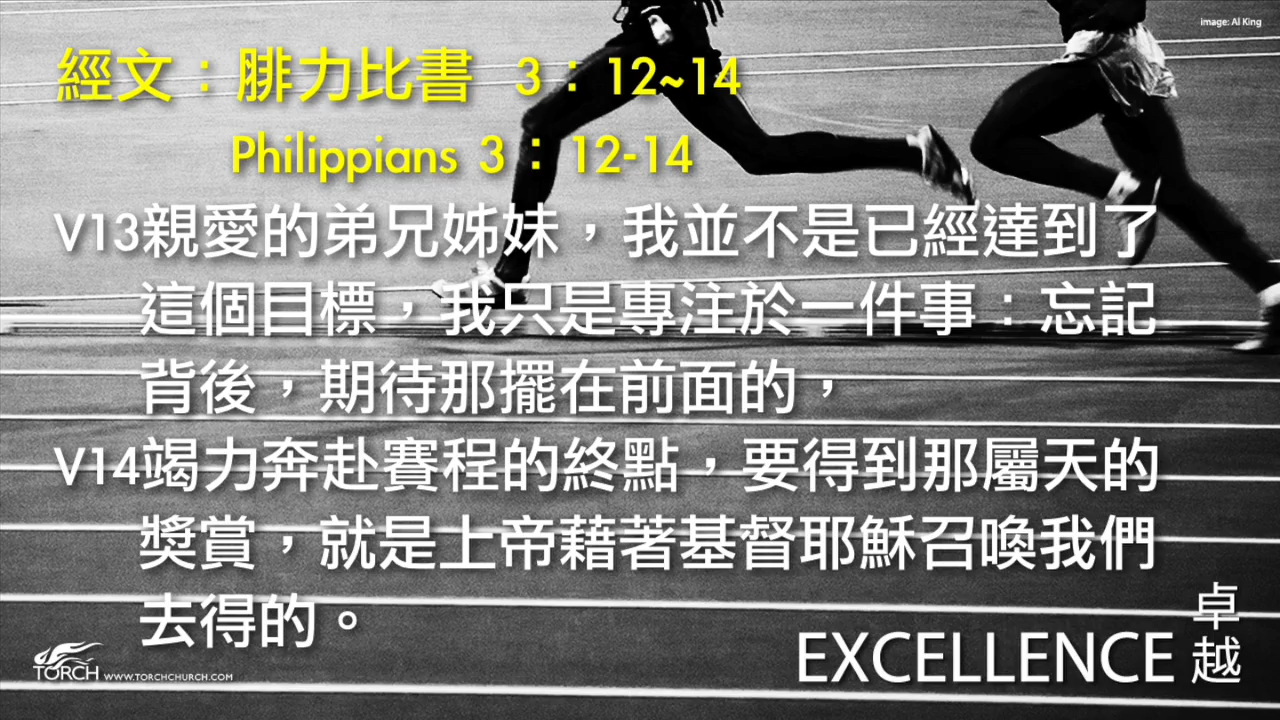 image: Al King
經文：腓力比書 3：12~14
Philippians 3：12-14
V13親愛的弟兄姊妹，我並不是已經達到了
這個目標，我只是專注於一件事：忘記
背後，期待那擺在前面的，
V14竭力奔赴賽程的終點，要得到那屬天的
獎賞，就是上帝藉著基督耶穌召喚我們
去得的。
EXCELLENCE 卓越
TORCH WWW.TORCHCHURCH.COM